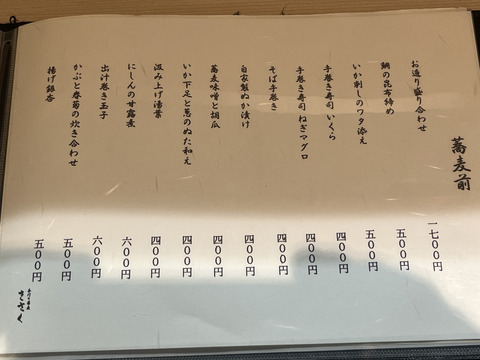 蕎麦前
お造り盛り合わせ 一七〇〇円
鯛の昆布締め 五〇〇円
いか刺しのワタ添え 五〇〇円
手巻き寿司 いくら 四〇〇円
手巻き寿司 ねぎマグロ 四〇〇円
そば手巻き 四〇〇円
自家製ぬか漬け 四〇〇円
蕎麦味噌と胡瓜 四〇〇円
いか下足と葱のぬた和え 四〇〇円
汲み上げ湯葉 四〇〇円
にしんの甘露煮 六〇〇円
出汁巻き玉子 六〇〇円
かぶと春菊の炊き合わせ 五〇〇円
揚げ銀杏 五〇〇円
ささく